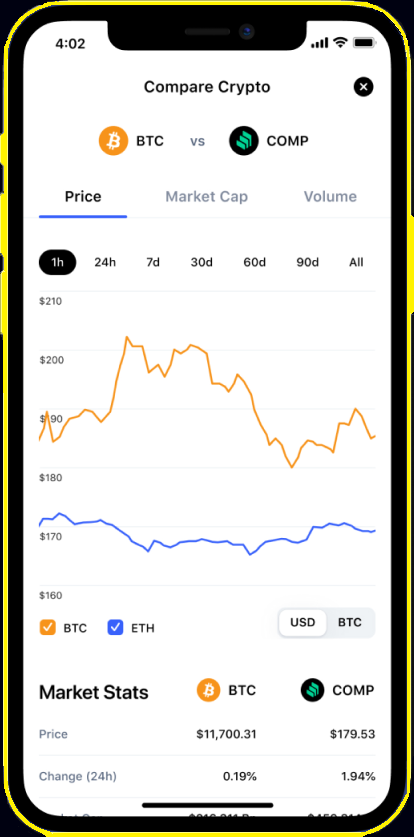 4:02
Compare Crypto
BTC vs COMP
Price Market Cap Volume
1h 24h 7d 30d 60d 90d All
$210
$200
$190
$180
$170
$160
BTC ETH USD BTC
Market Stats BTC COMP
Price $11,700.31 $179.53
Change (24h) 0.19% 1.94%